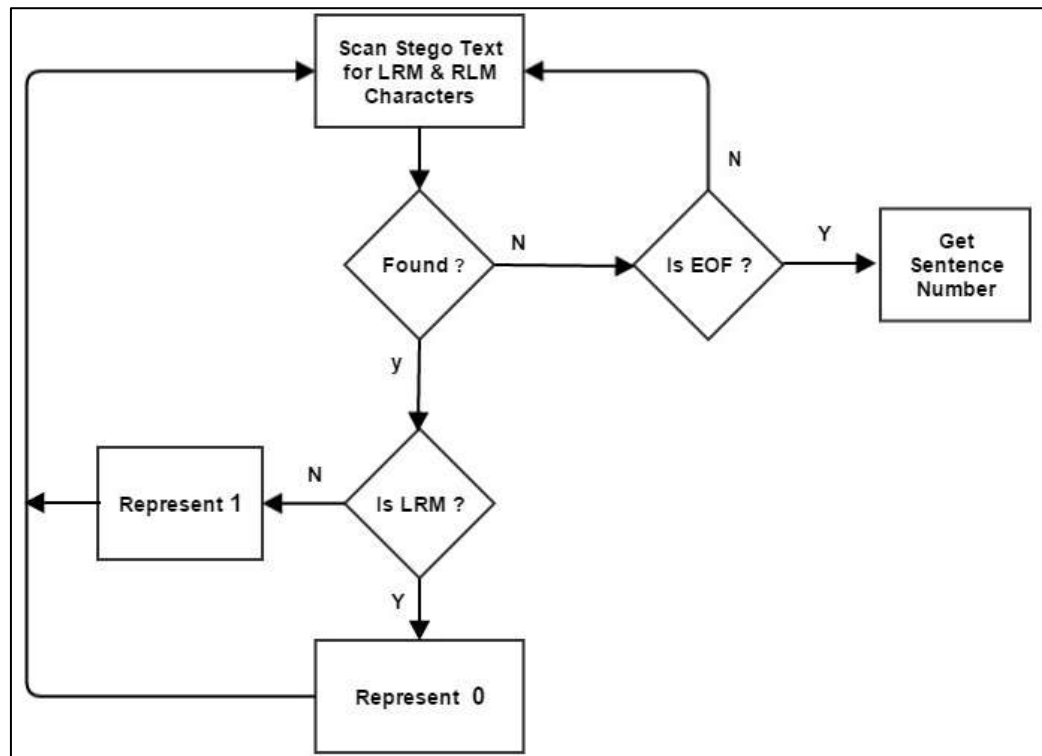 Scan Stego Text
for LRM & RLM
Characters
N
Found ?
N
Is EOF ?
Y
Get
Sentence
Number
y
Represent 1
N
Is LRM ?
Y
Represent 0